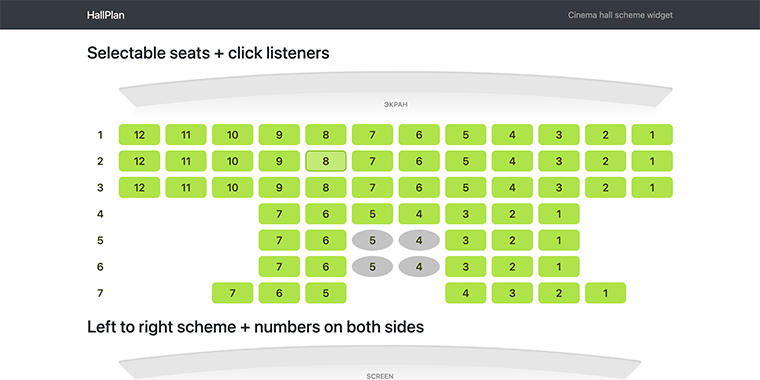 HallPlan Cinema hall scheme widget
Selectable seats + click listeners
ЭКРАН
1 12 11 10 9 8 7 6 5 4 3 2 1
2 12 11 10 9 8 7 6 5 4 3 2 1
3 12 11 10 9 8 7 6 5 4 3 2 1
4 7 6 5 4 3 2 1
5 7 6 5 4 3 2 1
6 7 6 5 4 3 2 1
7 7 6 5 4 3 2 1
Left to right scheme + numbers on both sides
SCREEN